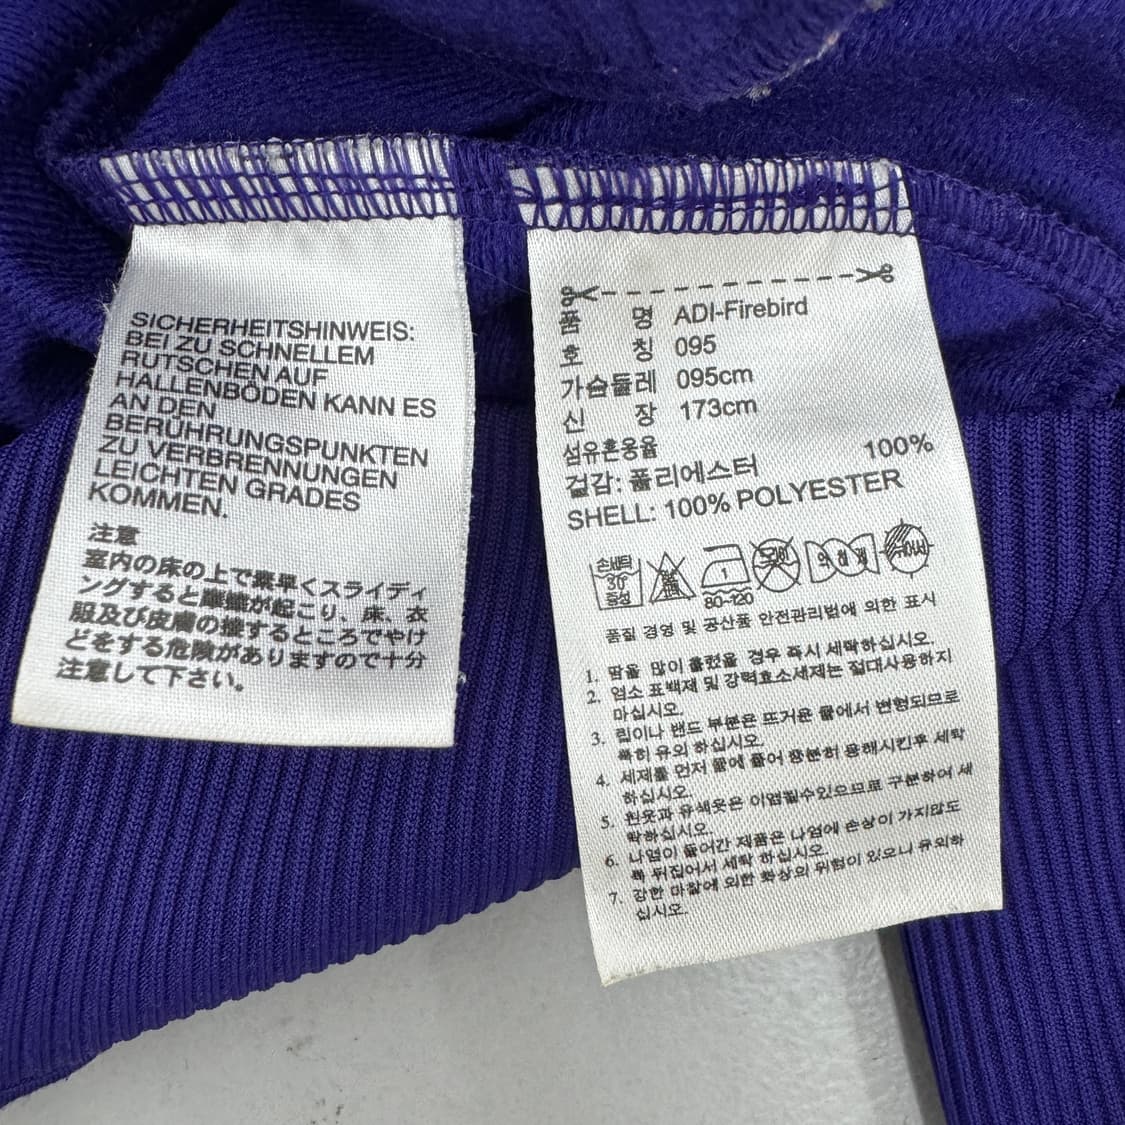 SICHERHEITSHINWEIS:
BEI ZU SCHNELLEM
RUTSCHEN AUF
HALLENBÖDEN KANN ES
AN DEN
BERÜHRUNGSPUNKTEN
ZU VERBRENNUNGEN
LEICHTEN GRADES
KOMMEN.
注意
室内の床の上で素早くスライディ
ングすると摩擦が起こり、床、衣
服及び皮膚の接するところでやけ
どをする危険がありますので十分
注意して下さい。
품 명 ADI-Firebird
호 칭 095
가슴둘레 095cm
신 장 173cm
섬유혼용율
겉감: 폴리에스터 100%
SHELL: 100% POLYESTER
손세탁
30
중성
1
80-120
품질 경영 및 공산품 안전관리법에 의한 표시
1. 땀을 많이 흘렸을 경우 즉시 세탁하십시오.
2. 염소 표백제 및 강력효소세제는 절대사용하지
마십시오.
3. 립이나 밴드 부분은 뜨거운 물에서 변형되므로
특히 유의 하십시오.
4. 세제를 먼저 물에 풀어 충분히 용해시킨후 세탁
하십시오.
5. 흰옷과 유색옷은 이염될수있으므로 구분하여 세
탁하십시오.
6. 나염이 들어간 제품은 나염에 손상이 가지않도
록 뒤집어서 세탁 하십시오.
7. 강한 마찰에 의한 화상의 위험이 있으니 유의하
십시오.